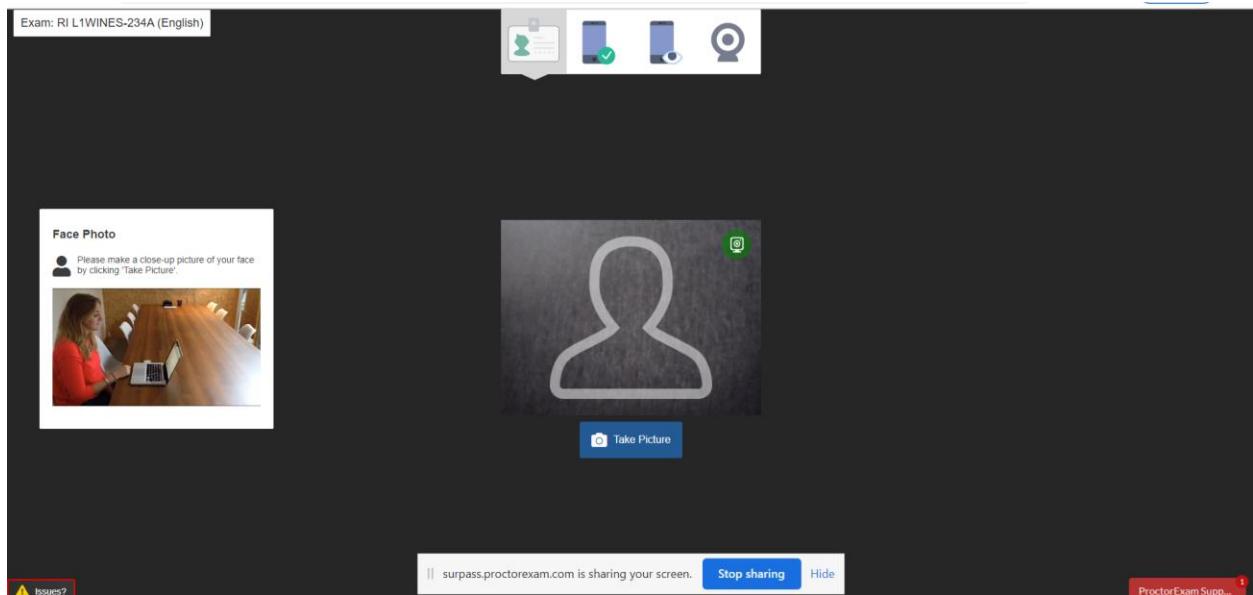 Exam: RI L1WINES-234A (English)
Face Photo
Please make a close-up picture of your face
by clicking 'Take Picture'.
Take Picture
surpass.proctorexam.com is sharing your screen.
Stop sharing
Hide
Issues?
1
ProctorExam Supp...